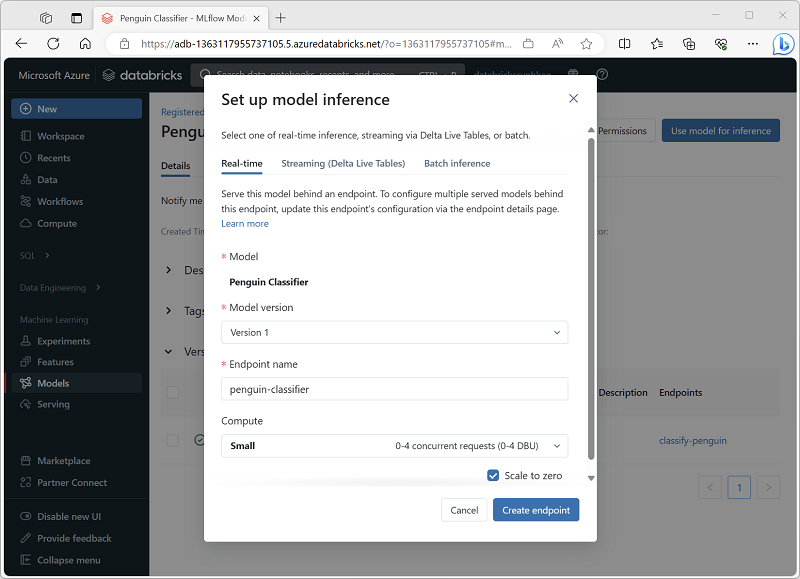 Penguin Classifier - MLflow Mode
https://adb-1363117955737105.5.azuredatabricks.net/?o=1363117955737105#m...
Microsoft Azure
databricks
Search data, notebooks, recents, and more
CTRL + P
New
Workspace
Recents
Data
Workflows
Compute
SQL
Data Engineering
Machine Learning
Experiments
Features
Models
Serving
Marketplace
Partner Connect
Disable new UI
Provide feedback
Collapse menu
Registered
Permissions
Use model for inference
Details
Notify me
Created Tim
Description
Endpoints
classify-penguin
1
Set up model inference
Select one of real-time inference, streaming via Delta Live Tables, or batch.
Real-time
Streaming (Delta Live Tables)
Batch inference
Serve this model behind an endpoint. To configure multiple served models behind
this endpoint, update this endpoint's configuration via the endpoint details page.
Learn more
* Model
Penguin Classifier
* Model version
Version 1
* Endpoint name
penguin-classifier
Compute
Small
0-4 concurrent requests (0-4 DBU)
Scale to zero
Cancel
Create endpoint